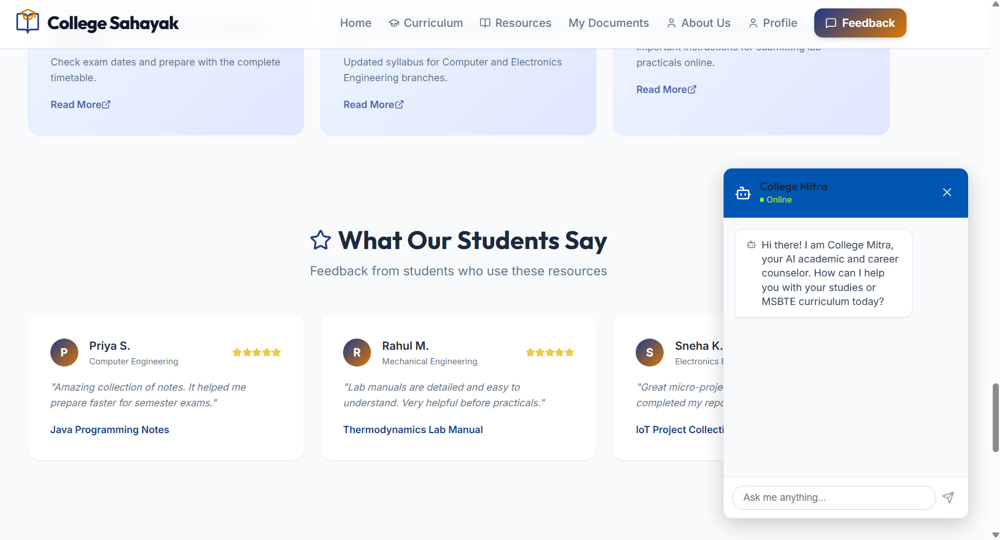 College Sahayak
Home
Curriculum
Resources
My Documents
About Us
Profile
Feedback
Check exam dates and prepare with the complete
timetable.
Read More
Updated syllabus for Computer and Electronics
Engineering branches.
Read More
Important instructions for submitting lab
practicals online.
Read More
What Our Students Say
Feedback from students who use these resources
P
Priya S.
Computer Engineering
"Amazing collection of notes. It helped me
prepare faster for semester exams."
Java Programming Notes
R
Rahul M.
Mechanical Engineering
"Lab manuals are detailed and easy to
understand. Very helpful before practicals."
Thermodynamics Lab Manual
S
Sneha K.
Electronics
"Great micro-proje
completed my repo
IoT Project Collecti
College Mitra
Online
Hi there! I am College Mitra,
your AI academic and career
counselor. How can I help
you with your studies or
MSBTE curriculum today?
Ask me anything...